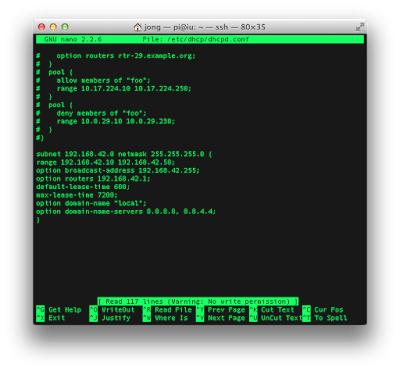 jong — pi@iu: ~ — ssh — 80×35
GNU nano 2.2.6 File: /etc/dhcp/dhcpd.conf
# option routers rtr-29.example.org;
# }
# pool {
# allow members of "foo";
# range 10.17.224.10 10.17.224.250;
# }
# pool {
# deny members of "foo";
# range 10.0.29.10 10.0.29.230;
# }
#}
subnet 192.168.42.0 netmask 255.255.255.0 {
range 192.168.42.10 192.168.42.50;
option broadcast-address 192.168.42.255;
option routers 192.168.42.1;
default-lease-time 600;
max-lease-time 7200;
option domain-name "local";
option domain-name-servers 8.8.8.8, 8.8.4.4;
}
[ Read 117 lines (Warning: No write permission) ]
^G Get Help ^O WriteOut ^R Read File ^Y Prev Page ^K Cut Text ^C Cur Pos
^X Exit ^J Justify ^W Where Is ^V Next Page ^U UnCut Text ^T To Spell